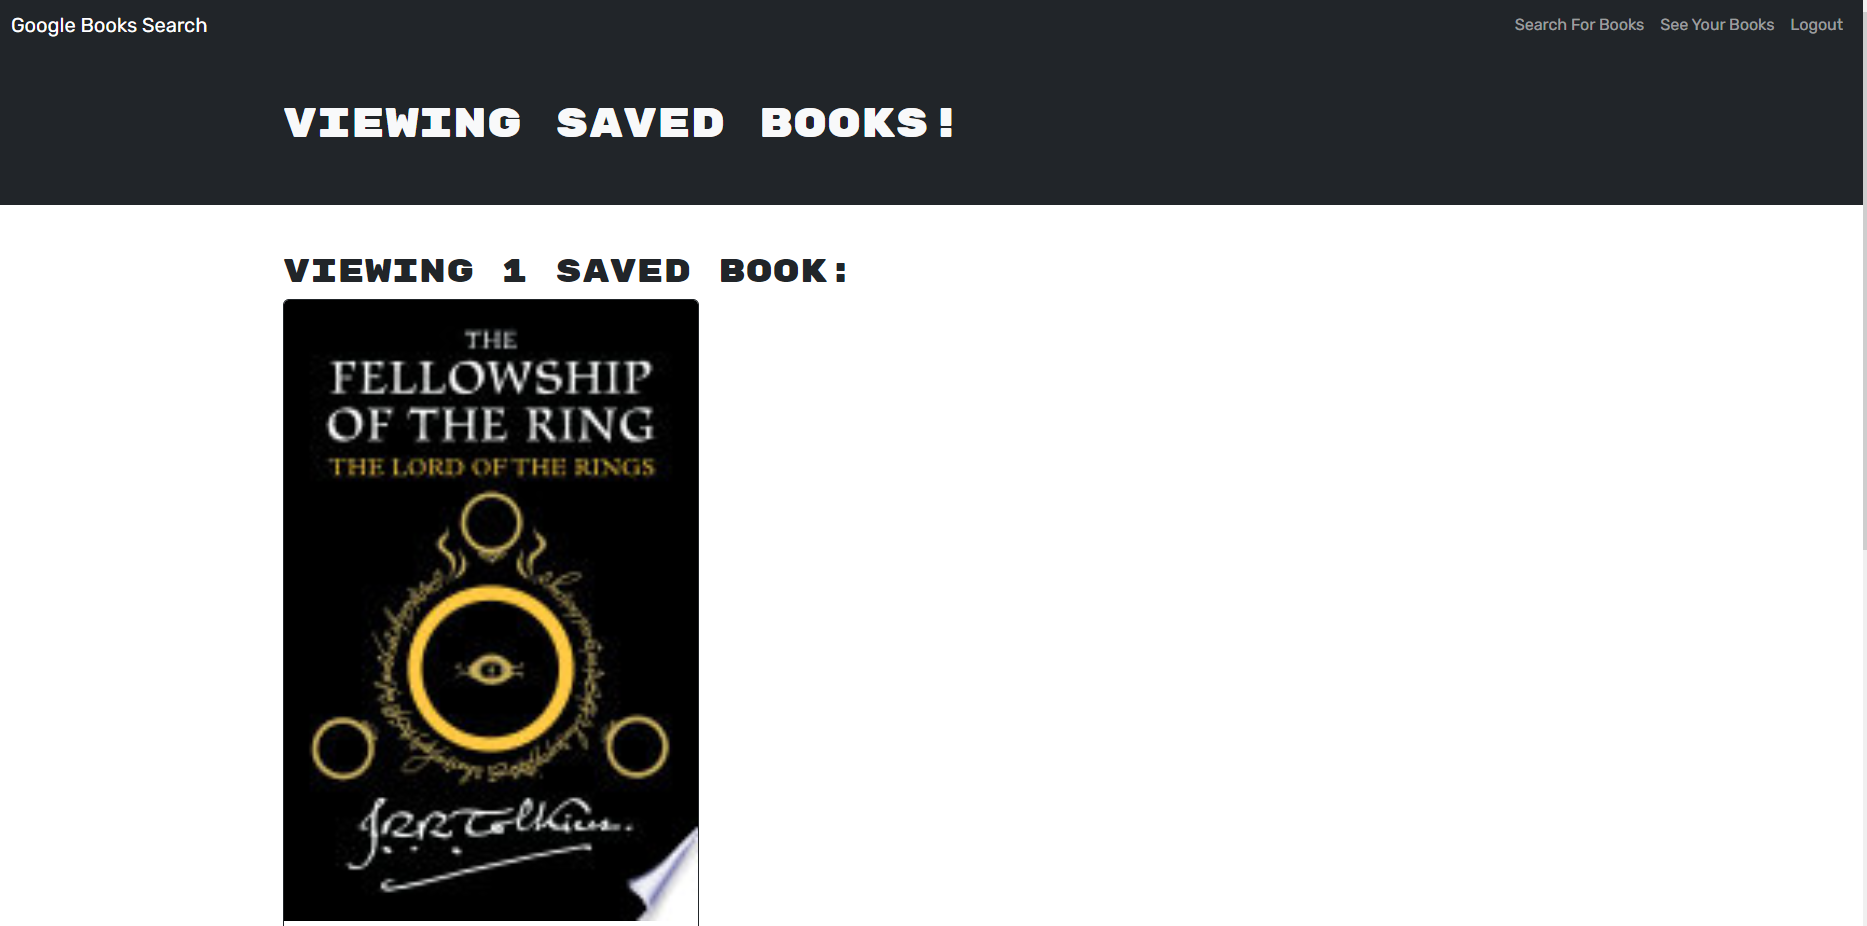 Google Books Search
Search For Books See Your Books Logout
VIEWING SAVED BOOKS!
VIEWING 1 SAVED BOOK:
THE
FELLOWSHIP
OF THE RING
THE LORD OF THE RINGS
J.R.R. Tolkien.